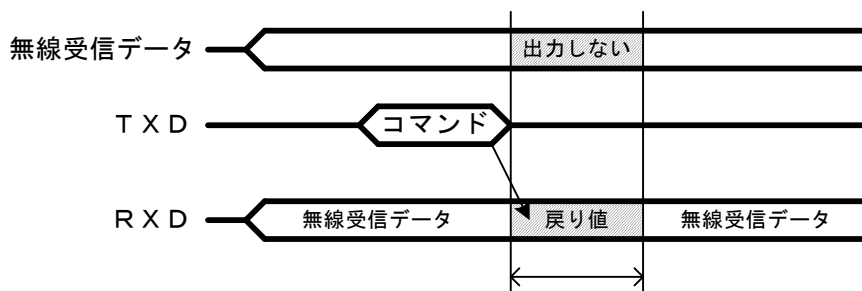 無線受信データ
出力しない
ＴＸＤ
コマンド
ＲＸＤ
無線受信データ
戻り値
無線受信データ